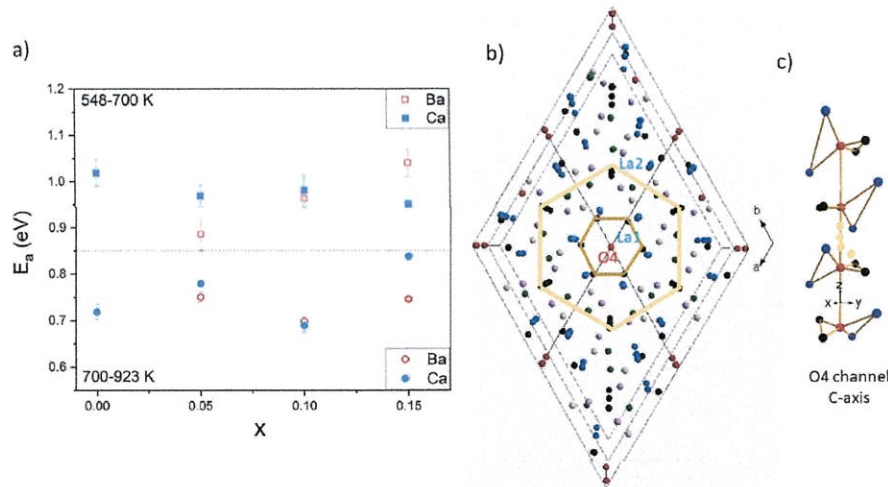 a)
548-700 K
Ba
Ca
1.2
1.1
1.0
0.9
0.8
0.7
0.6
Ea (eV)
700-923 K
Ba
Ca
0.00
0.05
0.10
0.15
X
b)
La2
La1
O4
b
a
c)
z
x
y
O4 channel
C-axis